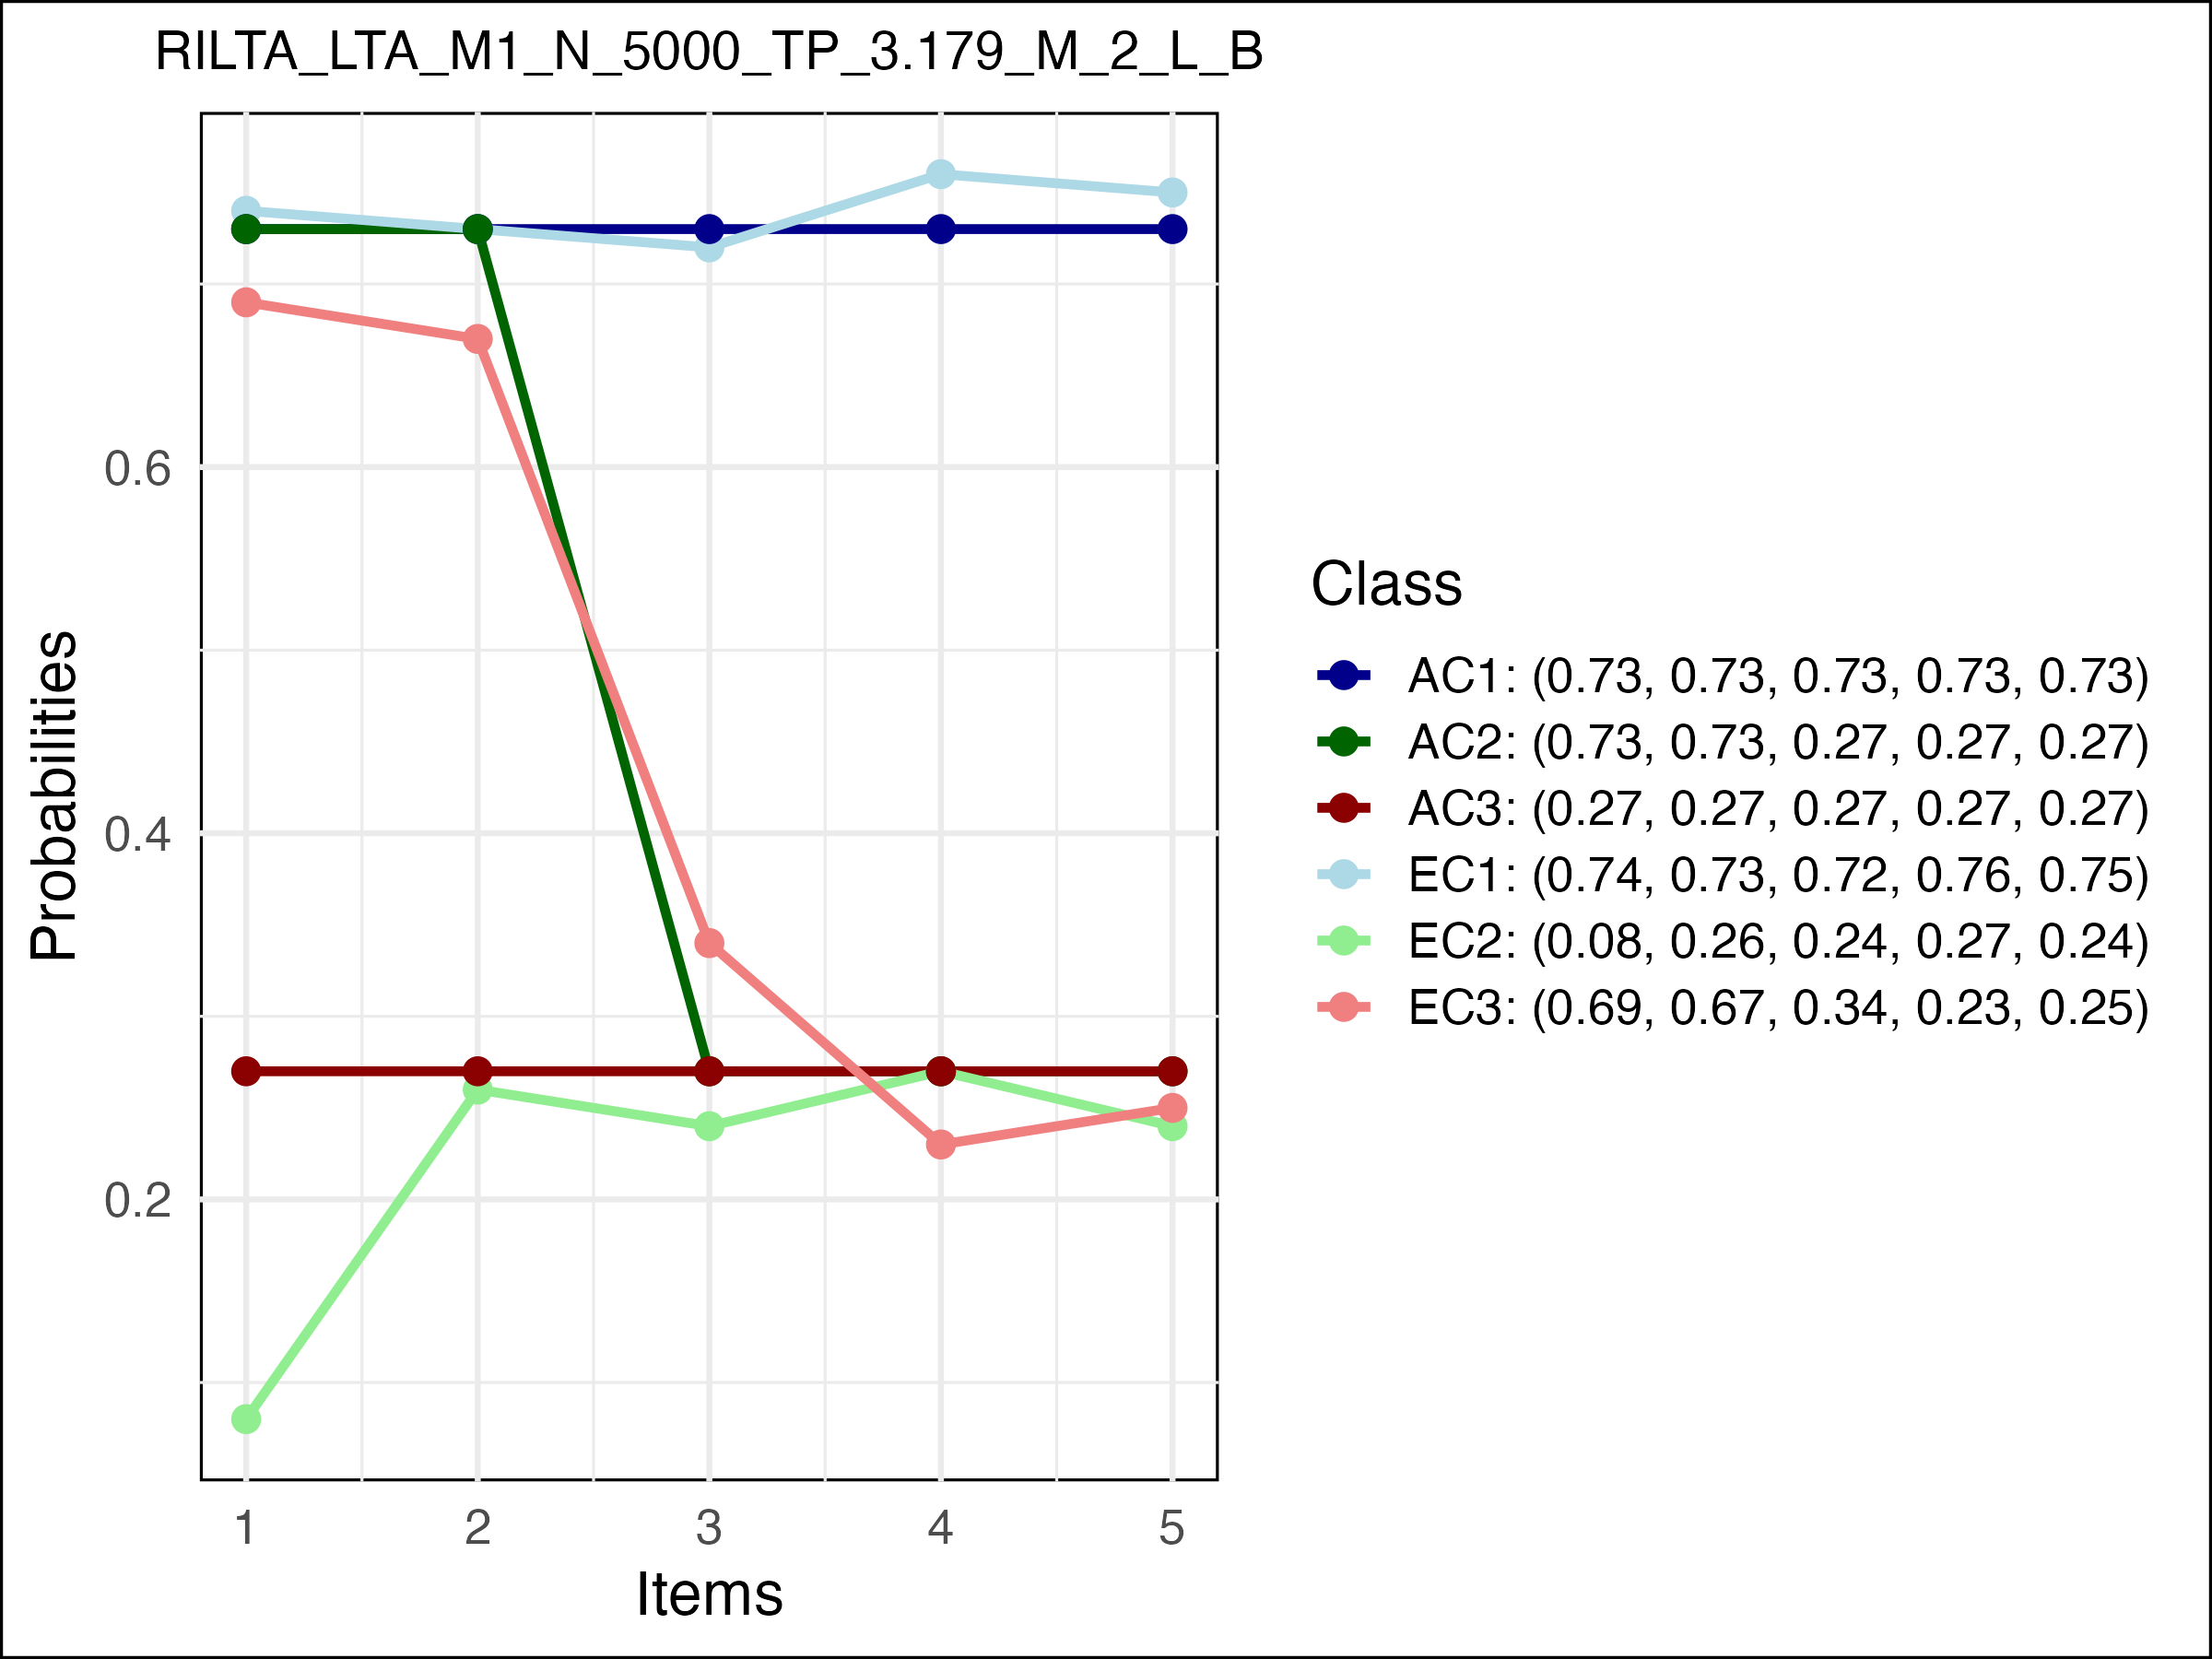 RILTA_LTA_M1_N_5000_TP_3.179_M_2_L_B
Probabilities
0.6
0.4
0.2
1 2 3 4 5
Items
Class
AC1: (0.73, 0.73, 0.73, 0.73, 0.73)
AC2: (0.73, 0.73, 0.27, 0.27, 0.27)
AC3: (0.27, 0.27, 0.27, 0.27, 0.27)
EC1: (0.74, 0.73, 0.72, 0.76, 0.75)
EC2: (0.08, 0.26, 0.24, 0.27, 0.24)
EC3: (0.69, 0.67, 0.34, 0.23, 0.25)